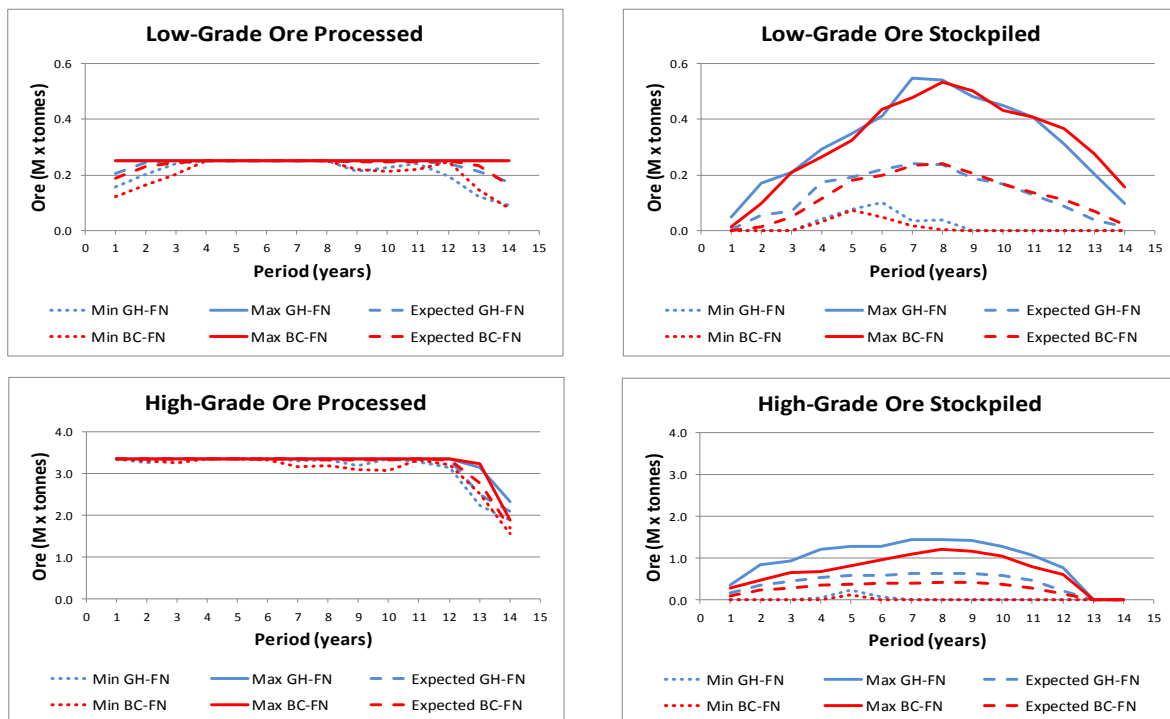 Low-Grade Ore Processed
Ore (M x tonnes)
0.6
0.4
0.2
0.0
0 1 2 3 4 5 6 7 8 9 10 11 12 13 14 15
Period (years)
Min GH-FN Max GH-FN Expected GH-FN
Min BC-FN Max BC-FN Expected BC-FN
Low-Grade Ore Stockpiled
Ore (M x tonnes)
0.6
0.4
0.2
0.0
0 1 2 3 4 5 6 7 8 9 10 11 12 13 14 15
Period (years)
Min GH-FN Max GH-FN Expected GH-FN
Min BC-FN Max BC-FN Expected BC-FN
High-Grade Ore Processed
Ore (M x tonnes)
4.0
3.0
2.0
1.0
0.0
0 1 2 3 4 5 6 7 8 9 10 11 12 13 14 15
Period (years)
Min GH-FN Max GH-FN Expected GH-FN
Min BC-FN Max BC-FN Expected BC-FN
High-Grade Ore Stockpiled
Ore (M x tonnes)
4.0
3.0
2.0
1.0
0.0
0 1 2 3 4 5 6 7 8 9 10 11 12 13 14 15
Period (years)
Min GH-FN Max GH-FN Expected GH-FN
Min BC-FN Max BC-FN Expected BC-FN